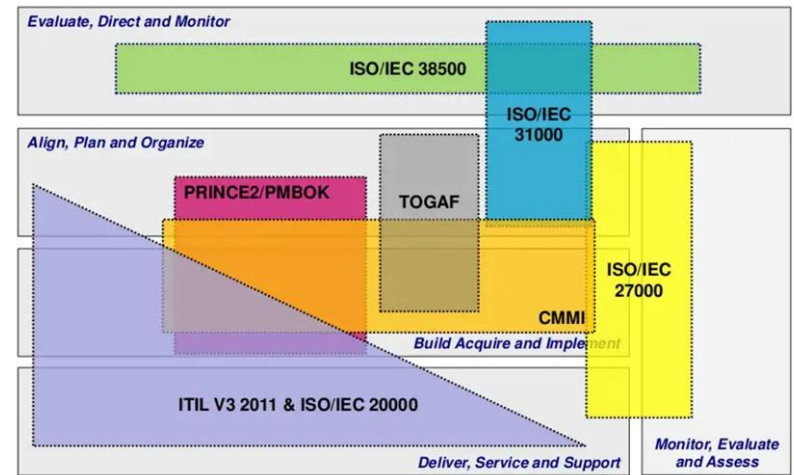 Evaluate, Direct and Monitor
ISO/IEC 38500
ISO/IEC
31000
Align, Plan and Organize
PRINCE2/PMBOK
TOGAF
ISO/IEC
27000
CMMI
Build Acquire and Implement
ITIL V3 2011 & ISO/IEC 20000
Deliver, Service and Support
Monitor, Evaluate
and Assess